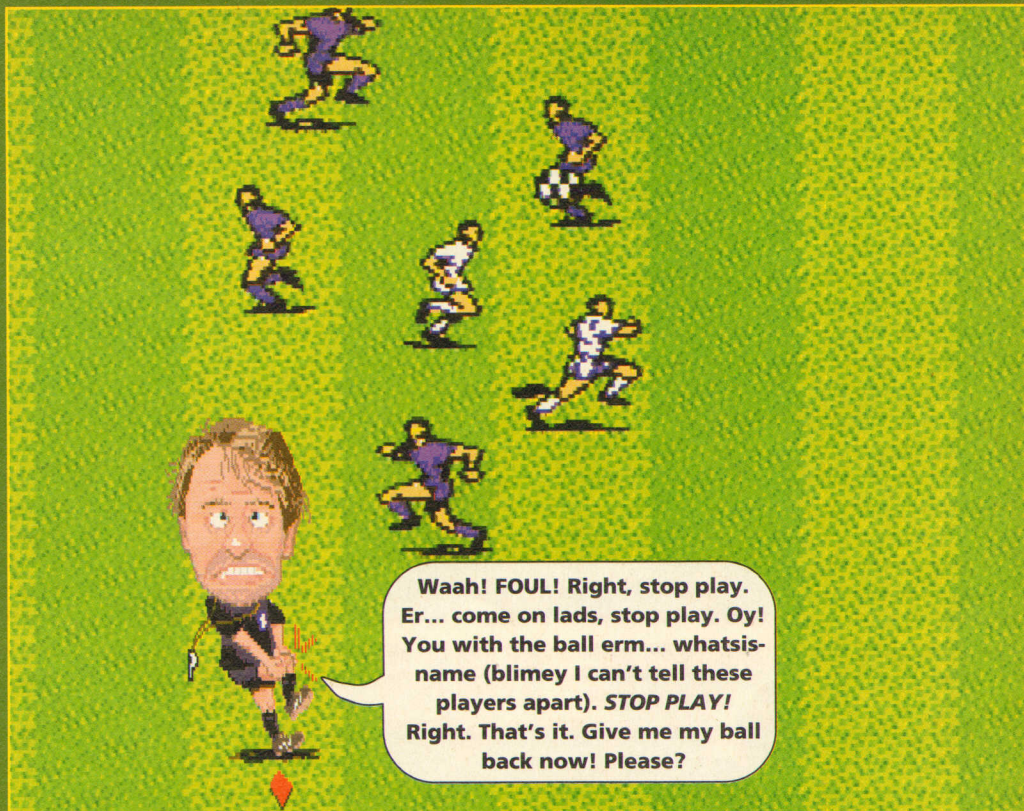 Waah! FOUL! Right, stop play.
Er... come on lads, stop play. Oy!
You with the ball erm... whatsis-
name (blimey I can't tell these
players apart). STOP PLAY!
Right. That's it. Give me my ball
back now! Please?